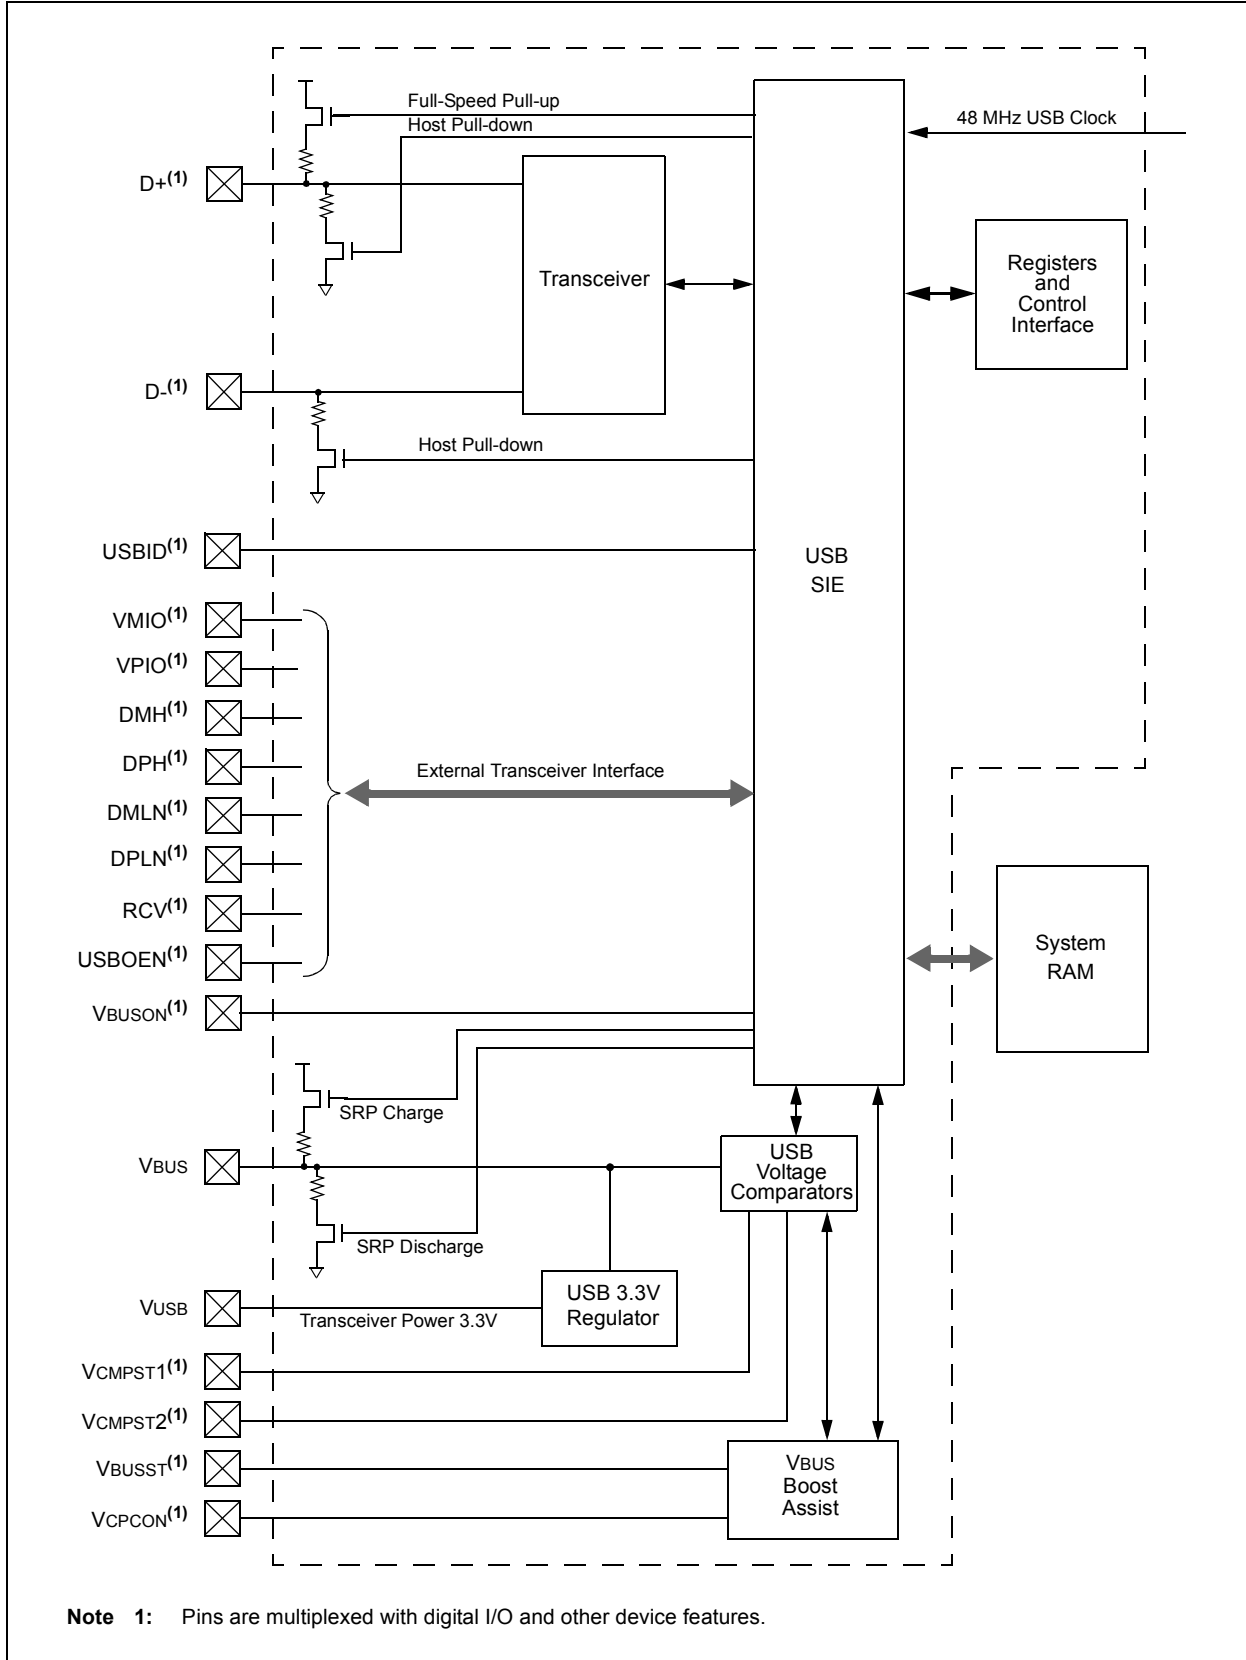 Full-Speed Pull-up
Host Pull-down
48 MHz USB Clock
D+(1)
Transceiver
Registers
and
Control
Interface
D-(1)
Host Pull-down
USBID(1)
USB
SIE
VMIO(1)
VPIO(1)
DMH(1)
DPH(1)
External Transceiver Interface
DMLN(1)
DPLN(1)
RCV(1)
System
RAM
USBOEN(1)
VBUSON(1)
SRP Charge
VBUS
USB
Voltage
Comparators
SRP Discharge
VUSB
Transceiver Power 3.3V
USB 3.3V
Regulator
VCMPST1(1)
VCMPST2(1)
VBUSST(1)
VBUS
Boost
Assist
VCPCON(1)
Note 1: Pins are multiplexed with digital I/O and other device features.